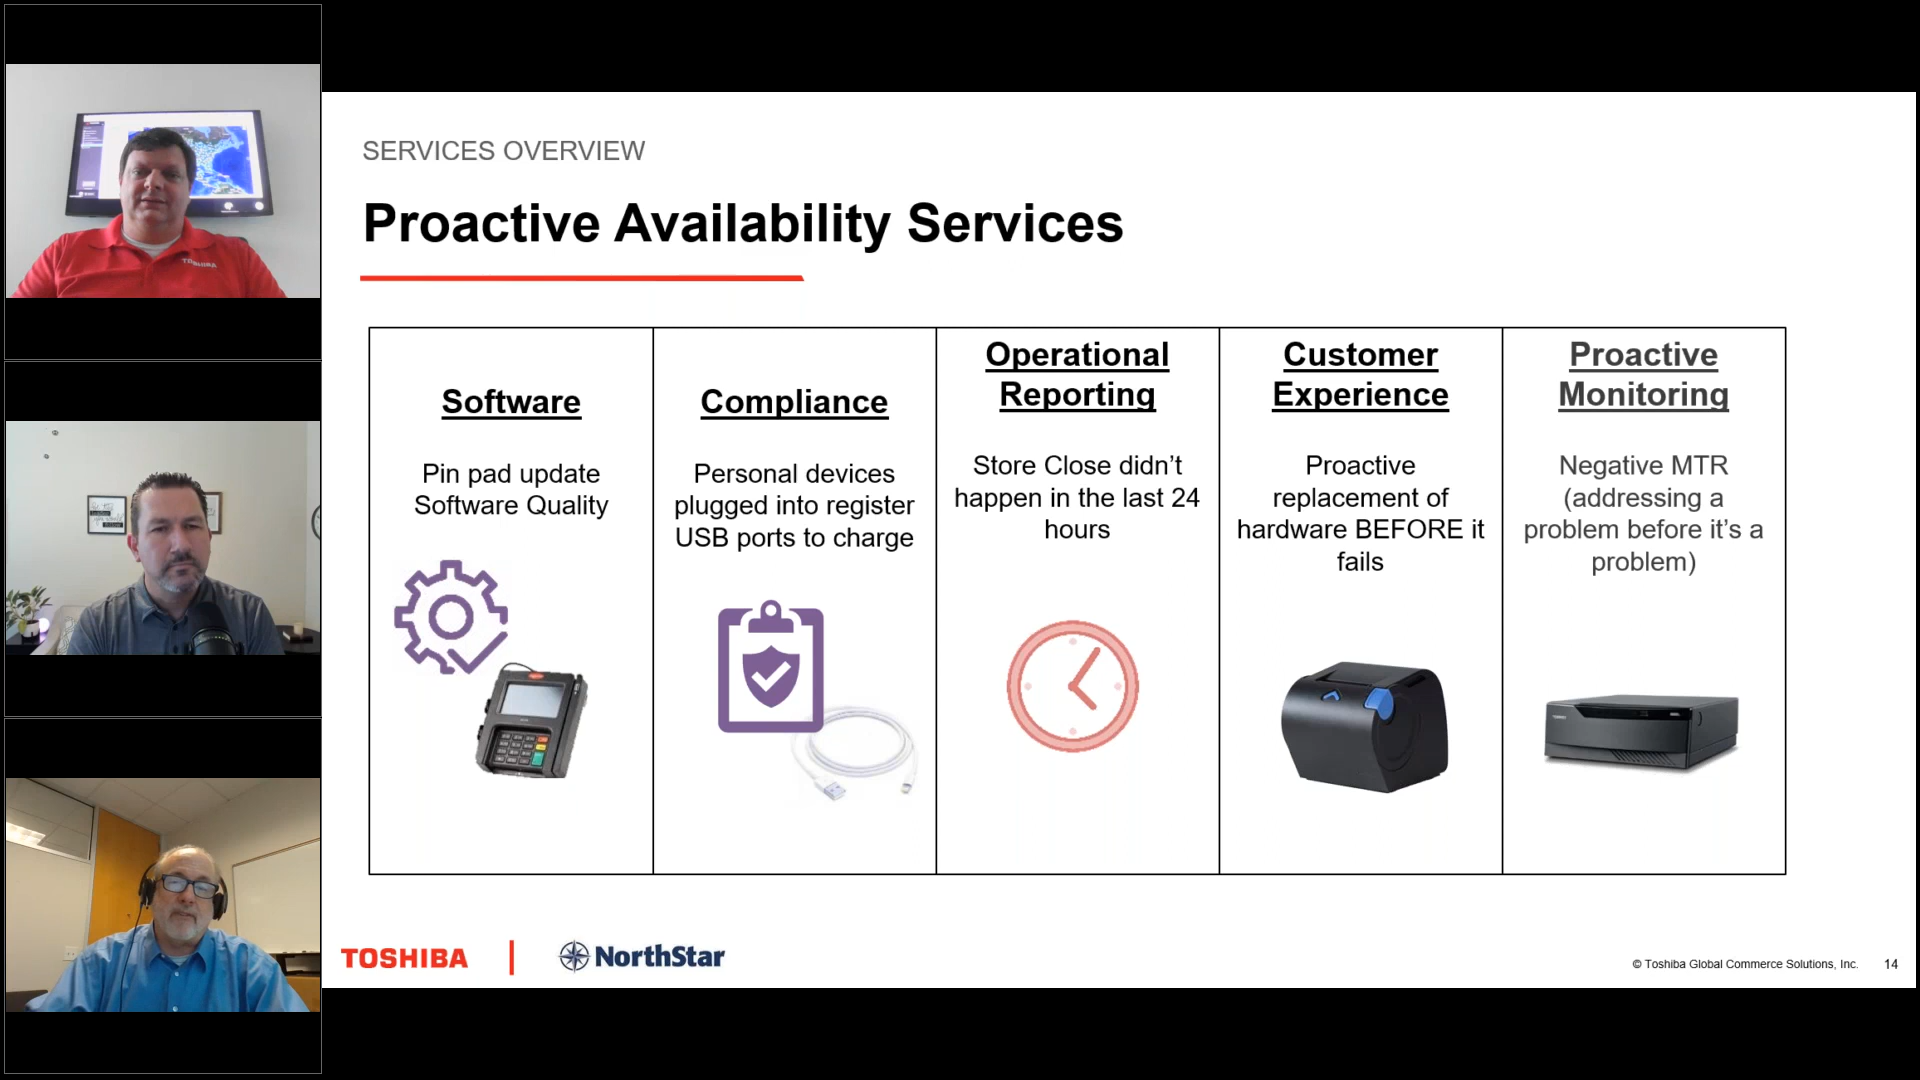 TOSHIBA
SERVICES OVERVIEW
Proactive Availability Services
Software
Pin pad update
Software Quality
Compliance
Personal devices
plugged into register
USB ports to charge
Operational
Reporting
Store Close didn’t
happen in the last 24
hours
Customer
Experience
Proactive
replacement of
hardware BEFORE it
fails
Proactive
Monitoring
Negative MTR
(addressing a
problem before it’s a
problem)
TOSHIBA
NorthStar
© Toshiba Global Commerce Solutions, Inc. 14